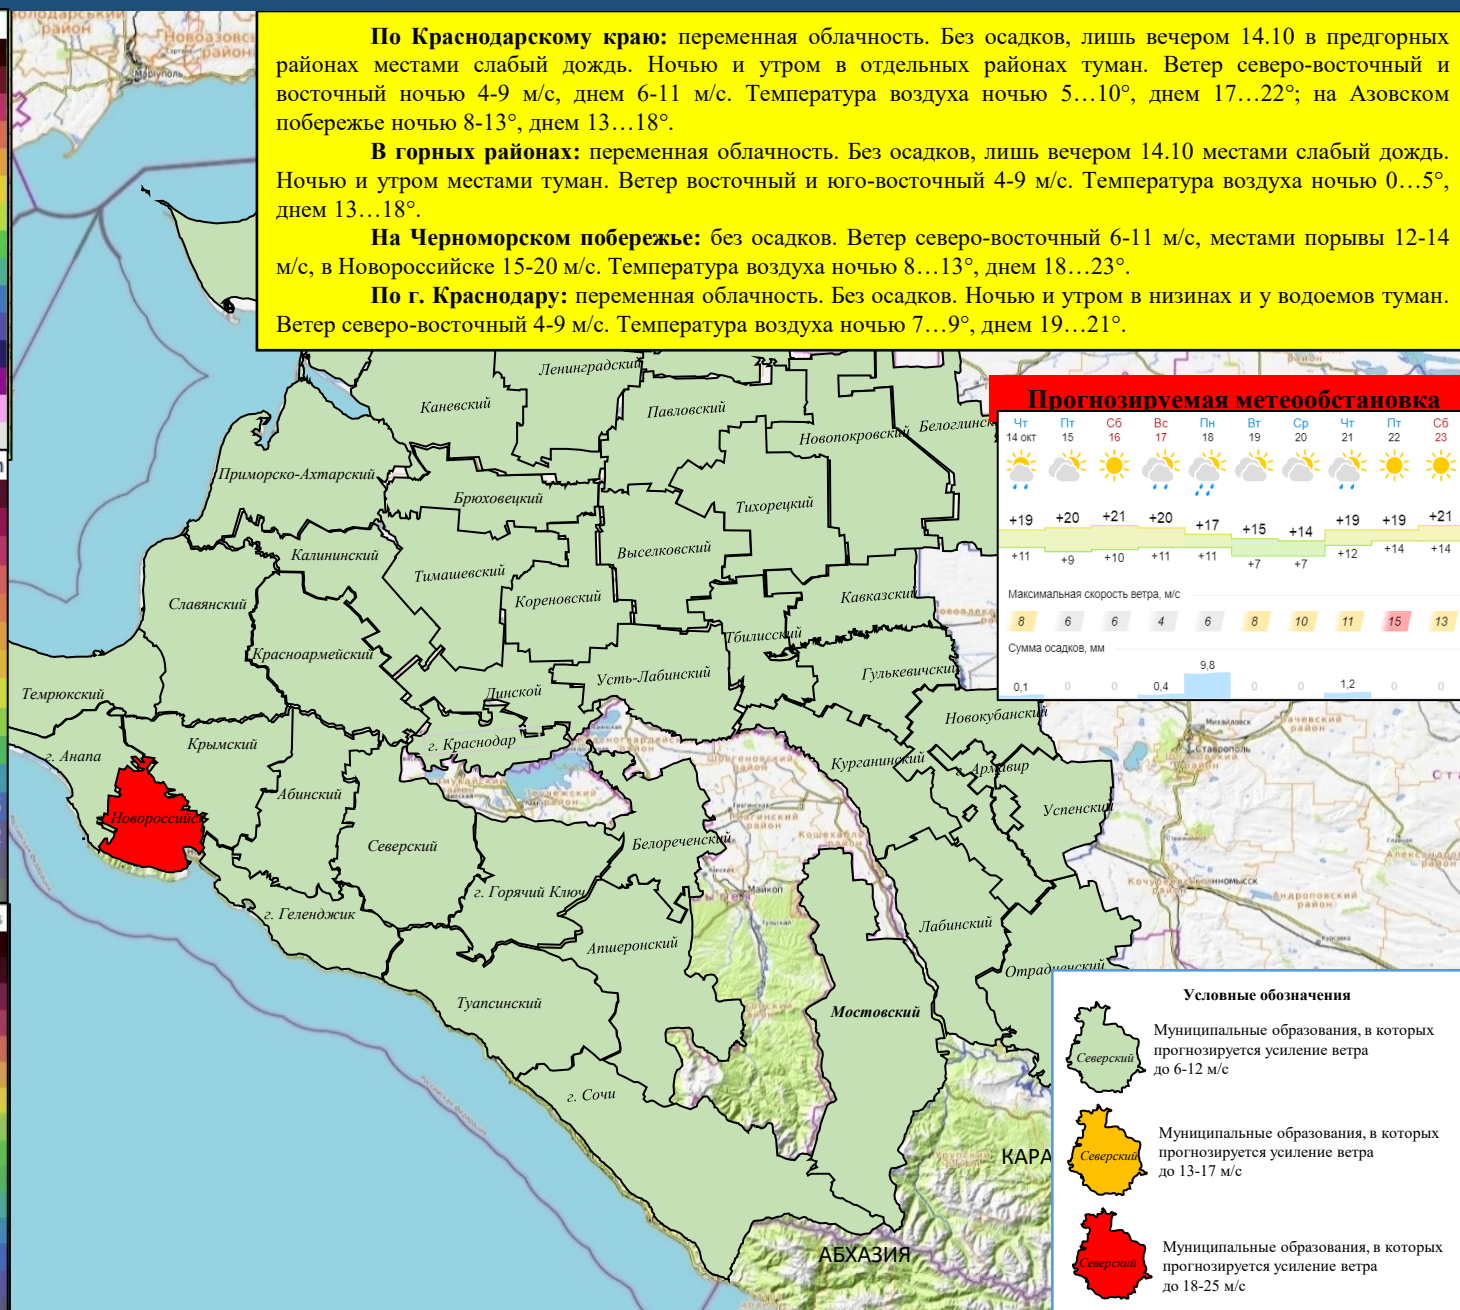 По Краснодарскому краю: переменная облачность. Без осадков, лишь вечером 14.10 в предгорных
районах местами слабый дождь. Ночью и утром в отдельных районах туман. Ветер северо-восточный и
восточный ночью 4-9 м/с, днем 6-11 м/с. Температура воздуха ночью 5…10°, днем 17…22°; на Азовском
побережье ночью 8-13°, днем 13…18°.
В горных районах: переменная облачность. Без осадков, лишь вечером 14.10 местами слабый дождь.
Ночью и утром местами туман. Ветер восточный и юго-восточный 4-9 м/с. Температура воздуха ночью 0…5°,
днем 13…18°.
На Черноморском побережье: без осадков. Ветер северо-восточный 6-11 м/с, местами порывы 12-14
м/с, в Новороссийске 15-20 м/с. Температура воздуха ночью 8…13°, днем 18…23°.
По г. Краснодару: переменная облачность. Без осадков. Ночью и утром в низинах и у водоемов туман.
Ветер северо-восточный 4-9 м/с. Температура воздуха ночью 7…9°, днем 19…21°.
Прогнозируемая метеообстановка
Чт Пт Сб Вс Пн Вт Ср Чт Пт Сб
14 окт 15 16 17 18 19 20 21 22 23
+19 +20 +21 +20 +17 +15 +14 +19 +19 +21
+11 +9 +10 +11 +11 +7 +7 +12 +14 +14
Максимальная скорость ветра, м/с
8 6 6 4 6 8 10 11 15 13
Сумма осадков, мм
0,1 0 0 0,4 9,8 0 0 1,2 0 0
Мариуполь
Ленинградский
Каневский
Павловский
Новопокровский
Белоглинск
Приморско-Ахтарский
Брюховецкий
Тихорецкий
Калининский
Выселковский
Тимашевский
Кореновский
Кавказский
Славянский
Тбилисский
Красноармейский
Гулькевичский
Усть-Лабинский
Динской
Темрюкский
Новокубанский
г. Краснодар
Крымский
г. Анапа
Курганинский
г. Армавир
Абинский
Успенский
Новороссийск
Северский
Белореченский
г. Горячий Ключ
г. Геленджик
Лабинский
Апшеронский
Отрадненский
Туапсинский
Мостовский
г. Сочи
Майкоп
Михайловск
Ставрополь
Андроповский
район
КАРА
АБХАЗИЯ
Условные обозначения
Северский
Муниципальные образования, в которых
прогнозируется усиление ветра
до 6-12 м/с
Северский
Муниципальные образования, в которых
прогнозируется усиление ветра
до 13-17 м/с
Северский
Муниципальные образования, в которых
прогнозируется усиление ветра
до 18-25 м/с